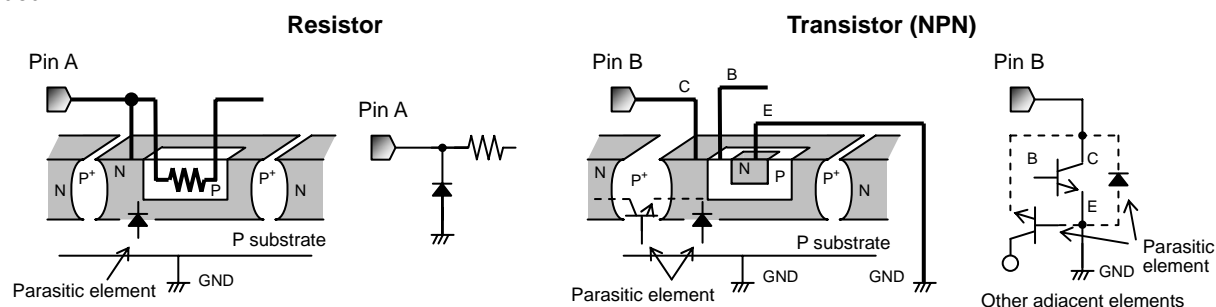 Resistor
Transistor (NPN)
Pin A
Pin A
N
P+
N
P
P+
N
P substrate
Parasitic element
GND
Pin B
C
B
E
N
P+
N
N
P
P+
N
P substrate
Parasitic element
GND
GND
Pin B
B
C
E
Parasitic
element
GND
Other adjacent elements